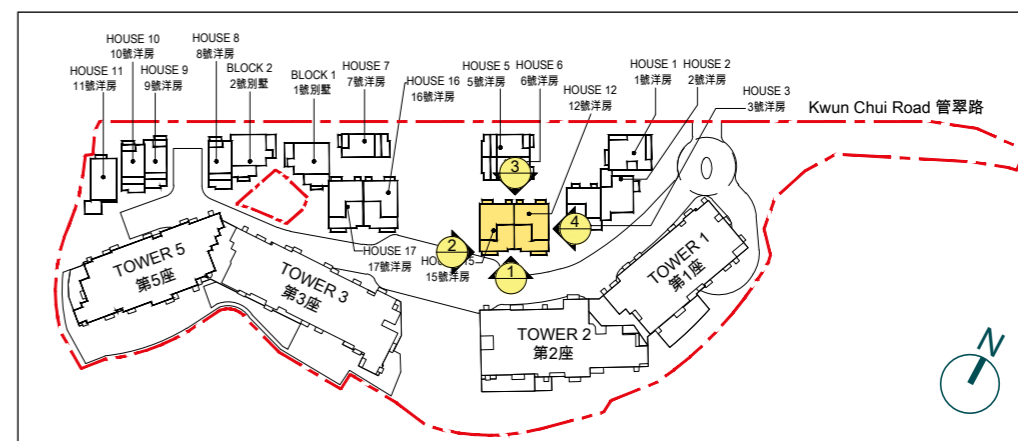 HOUSE 10
10號洋房
HOUSE 8
8號洋房
HOUSE 11
11號洋房
HOUSE 9
9號洋房
BLOCK 2
2號別墅
BLOCK 1
1號別墅
HOUSE 7
7號洋房
HOUSE 16
16號洋房
HOUSE 5
5號洋房
HOUSE 6
6號洋房
HOUSE 12
12號洋房
HOUSE 1
1號洋房
HOUSE 2
2號洋房
HOUSE 3
3號洋房
Kwun Chui Road 管翠路
3
4
2
1
HOUSE 17
17號洋房
15號洋房
TOWER 5
第5座
TOWER 3
第3座
TOWER 2
第2座
TOWER 1
第1座
N